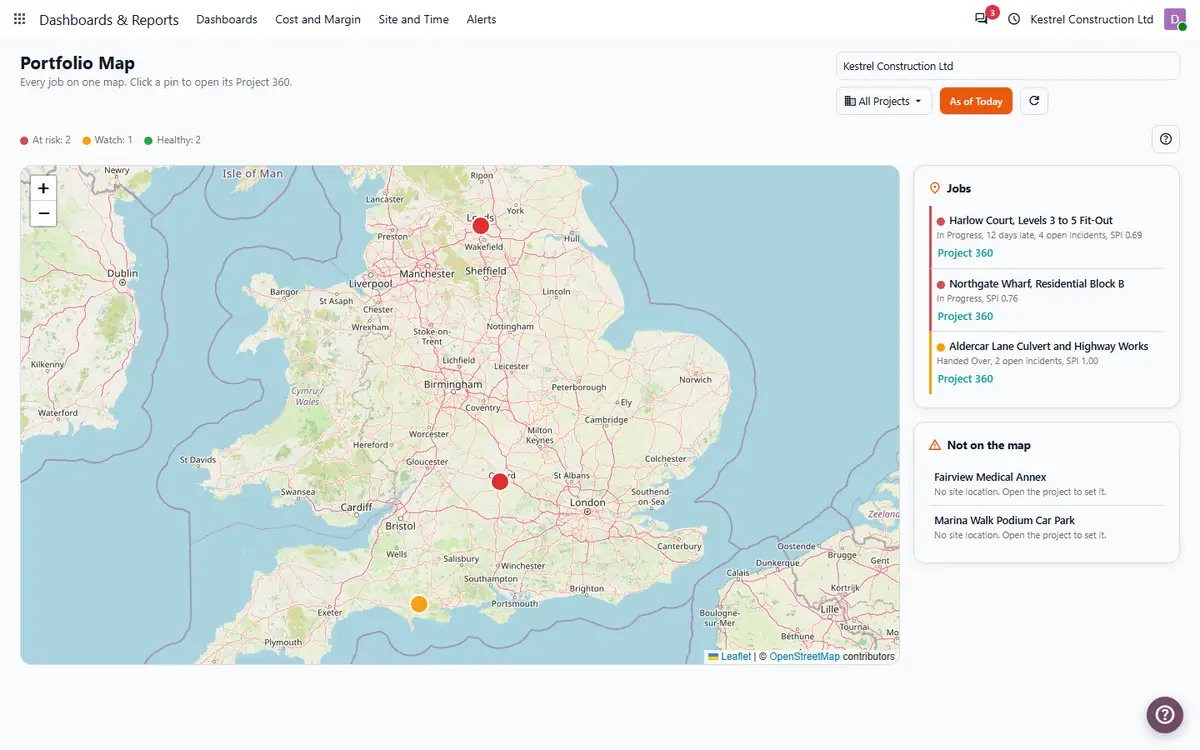 Dashboards & Reports Dashboards Cost and Margin Site and Time Alerts 3 Kestrel Construction Ltd D
Portfolio Map
Every job on one map. Click a pin to open its Project 360.
Kestrel Construction Ltd
All Projects As of Today
At risk: 2 Watch: 1 Healthy: 2
+
−
Newry
Isle of Man
Ripon
Lancaster
York
Preston
Wakefield
Hull
Dublin
Manchester
Sheffield
Liverpool
Bangor
St Asaph
Chester
Lincoln
Wrexham
Stoke-on-
Trent
Nottingham
Kilkenny
Lichfield
Leicester
Birmingham
Peterborough
Norwich
Cymru /
Wales
Ely
Coventry
Waterford
Cambridge
Worcester
Milton
Keynes
Hereford
St Davids
Gloucester
Colchester
St Albans
Swansea
Southend-
on-Sea
Cardiff
London
Zeeland
Bristol
Canterbury
Wells
Salisbury
Winchester
Oostende
Brugge
Gent
Dunkerque
Southampton
Calais
Brighton
Portsmouth
Kortrijk
Exeter
Boulogne-
sur-Mer
Lille
Tournai
Plymouth
Béthune
Mo
Leaflet | © OpenStreetMap contributors
Jobs
Harlow Court, Levels 3 to 5 Fit-Out
In Progress, 12 days late, 4 open incidents, SPI 0.69
Project 360
Northgate Wharf, Residential Block B
In Progress, SPI 0.76
Project 360
Aldercar Lane Culvert and Highway Works
Handed Over, 2 open incidents, SPI 1.00
Project 360
Not on the map
Fairview Medical Annex
No site location. Open the project to set it.
Marina Walk Podium Car Park
No site location. Open the project to set it.